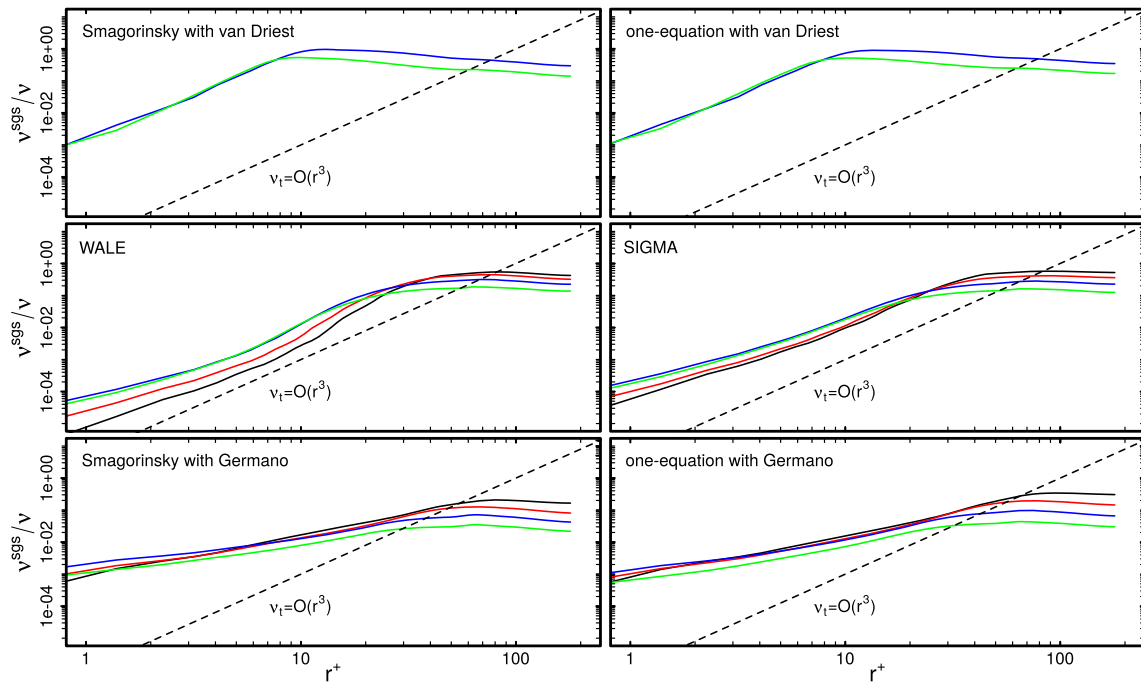 Smagorinsky with van Driest
one-equation with van Driest
1e+00
1e-02
1e-04
ν^sgs/ν
ν_t=O(r^3)
ν_t=O(r^3)
WALE
SIGMA
1e+00
1e-02
1e-04
ν^sgs/ν
ν_t=O(r^3)
ν_t=O(r^3)
Smagorinsky with Germano
one-equation with Germano
1e+00
1e-02
1e-04
ν^sgs/ν
ν_t=O(r^3)
ν_t=O(r^3)
1 10 100
1 10 100
r^+
r^+